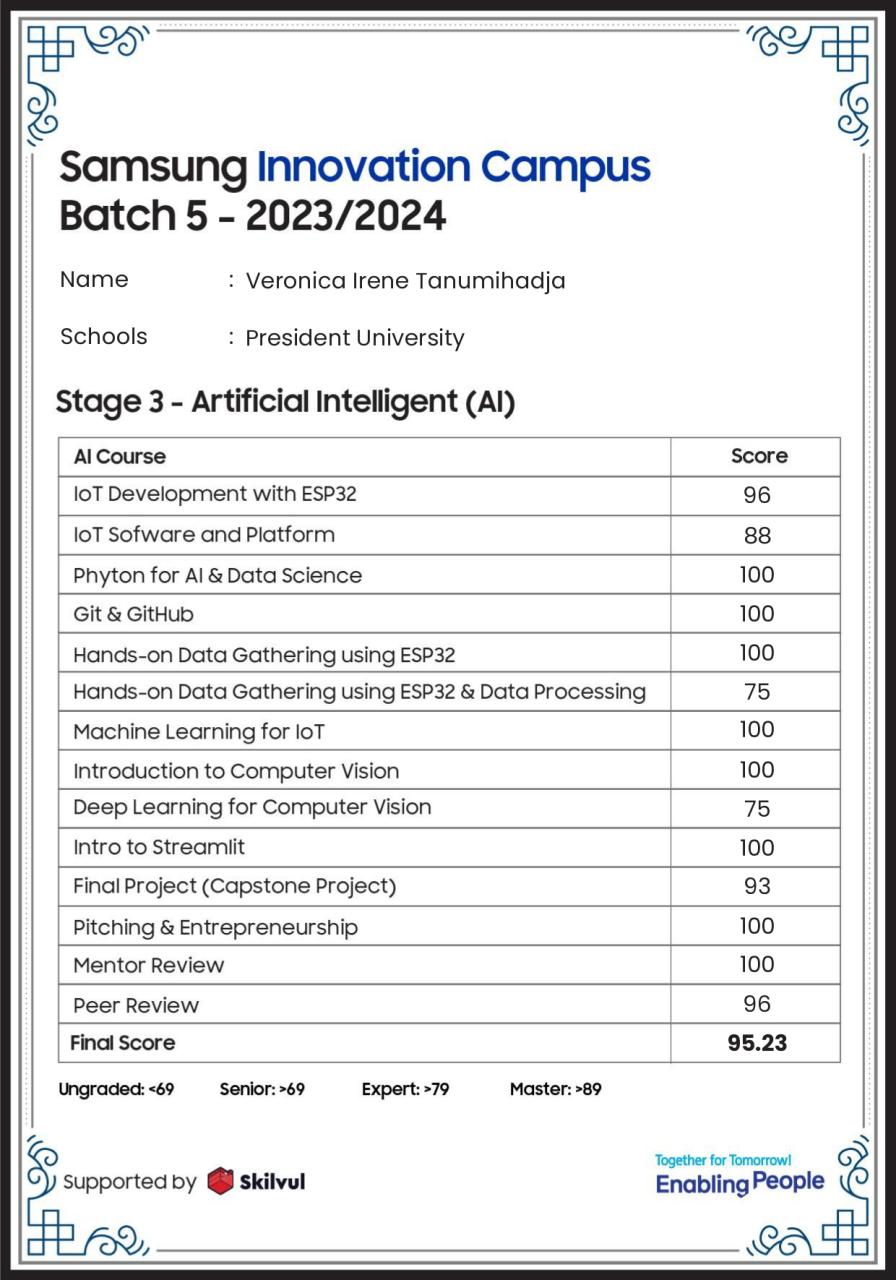 Samsung Innovation Campus
Batch 5 - 2023/2024
Name : Veronica Irene Tanumihadja
Schools : President University
Stage 3 - Artificial Intelligent (AI)
AI Course Score
IoT Development with ESP32 96
IoT Sofware and Platform 88
Phyton for AI & Data Science 100
Git & GitHub 100
Hands-on Data Gathering using ESP32 100
Hands-on Data Gathering using ESP32 & Data Processing 75
Machine Learning for IoT 100
Introduction to Computer Vision 100
Deep Learning for Computer Vision 75
Intro to Streamlit 100
Final Project (Capstone Project) 93
Pitching & Entrepreneurship 100
Mentor Review 100
Peer Review 96
Final Score 95.23
Ungraded: <69 Senior: >69 Expert: >79 Master: >89
Supported by Skilvul
Together for Tomorrow!
Enabling People